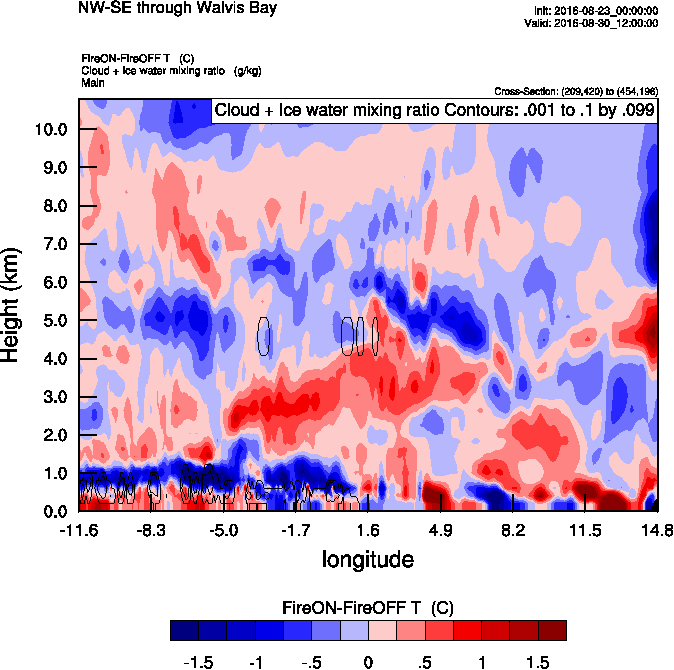 NW-SE through Walvis Bay
Init: 2016-08-23_00:00:00
Valid: 2016-08-30_12:00:00
FireON-FireOFF T (C)
Cloud + Ice water mixing ratio (g/kg)
Main
Cross-Section: (209,420) to (454,196)
Cloud + Ice water mixing ratio Contours: .001 to .1 by .099
10.0
9.0
8.0
7.0
6.0
5.0
4.0
3.0
2.0
1.0
0.0
Height (km)
-11.6 -8.3 -5.0 -1.7 1.6 4.9 8.2 11.5 14.8
longitude
FireON-FireOFF T (C)
-1.5 -1 -.5 0 .5 1 1.5